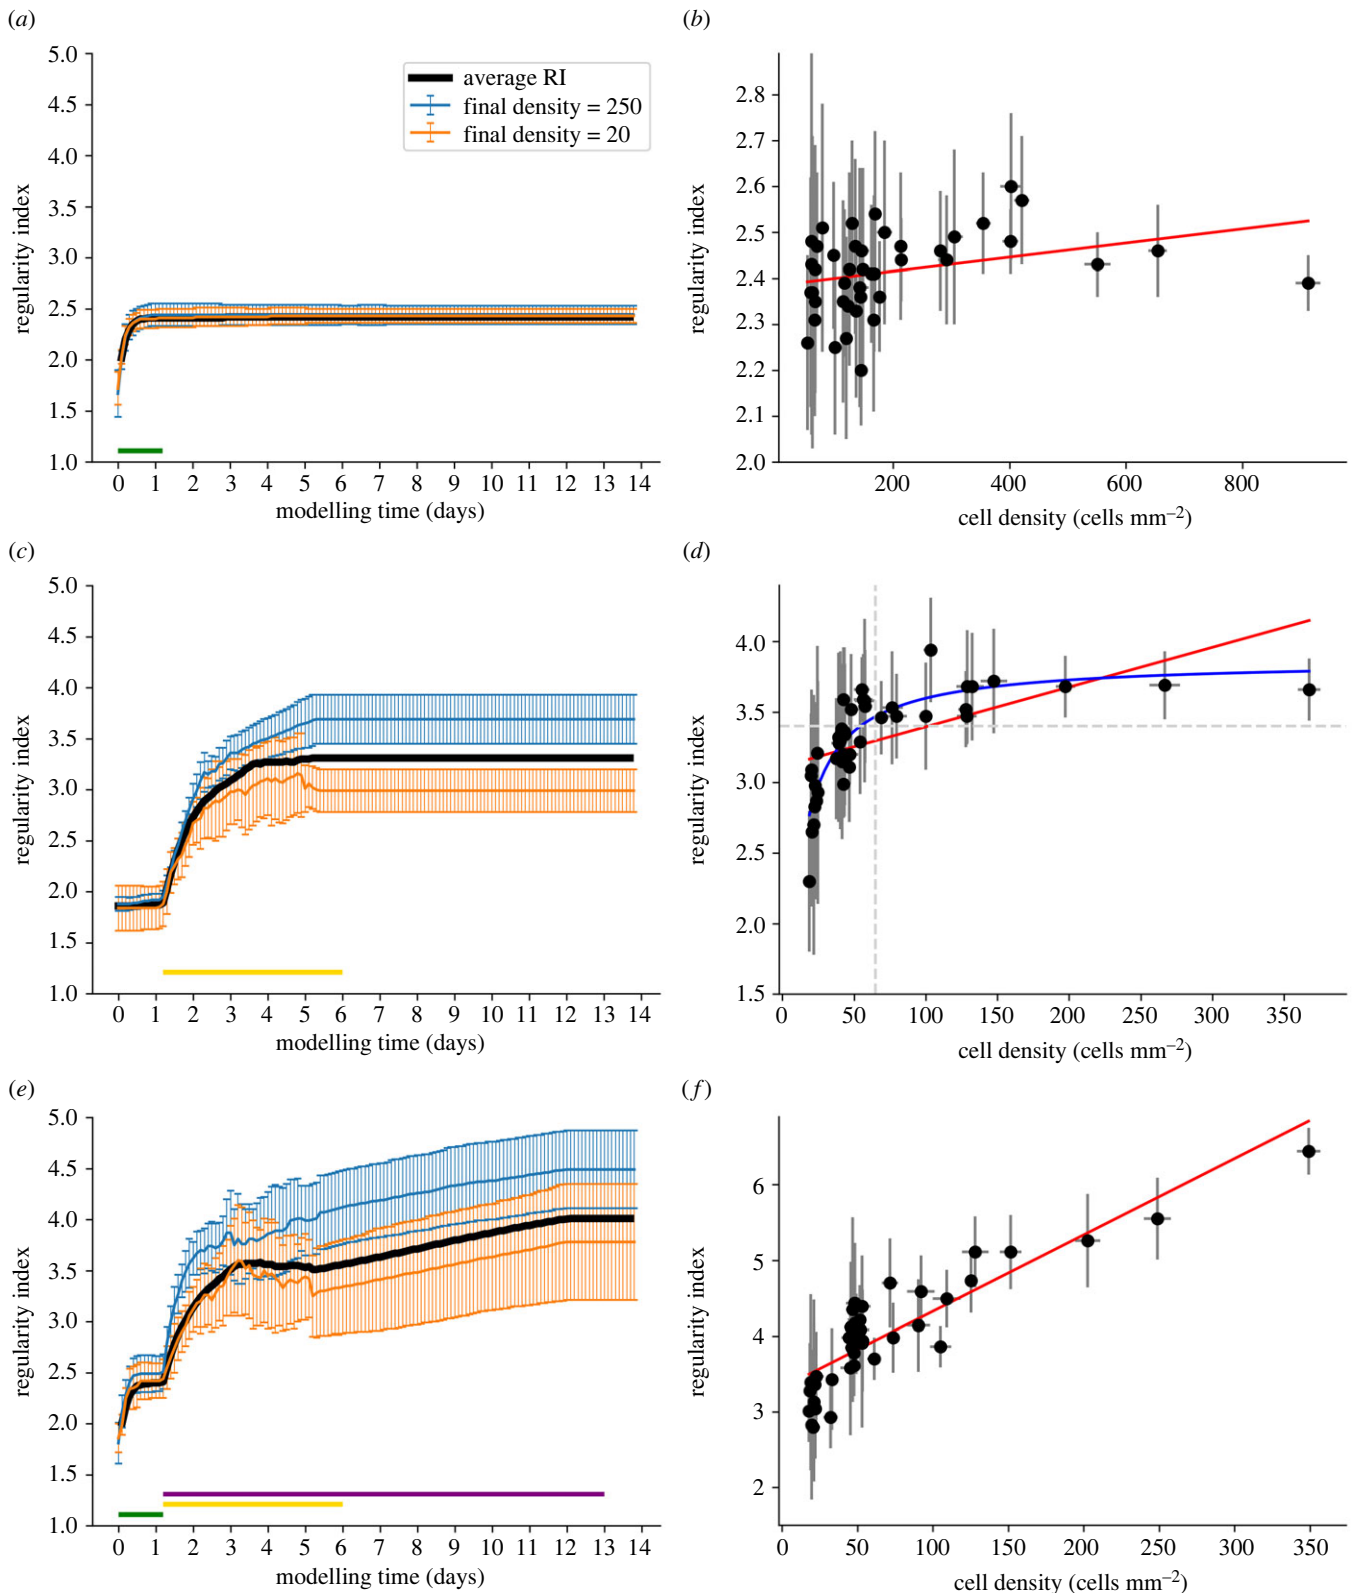 (a)
5.0
4.5
4.0
3.5
3.0
2.5
2.0
1.5
1.0
regularity index
average RI
final density = 250
final density = 20
0 1 2 3 4 5 6 7 8 9 10 11 12 13 14
modelling time (days)
(b)
2.8
2.7
2.6
2.5
2.4
2.3
2.2
2.1
2.0
regularity index
200 400 600 800
cell density (cells mm⁻²)
(c)
5.0
4.5
4.0
3.5
3.0
2.5
2.0
1.5
1.0
regularity index
0 1 2 3 4 5 6 7 8 9 10 11 12 13 14
modelling time (days)
(d)
4.0
3.5
3.0
2.5
2.0
1.5
regularity index
0 50 100 150 200 250 300 350
cell density (cells mm⁻²)
(e)
5.0
4.5
4.0
3.5
3.0
2.5
2.0
1.5
1.0
regularity index
0 1 2 3 4 5 6 7 8 9 10 11 12 13 14
modelling time (days)
(f)
6
5
4
3
2
regularity index
0 50 100 150 200 250 300 350
cell density (cells mm⁻²)